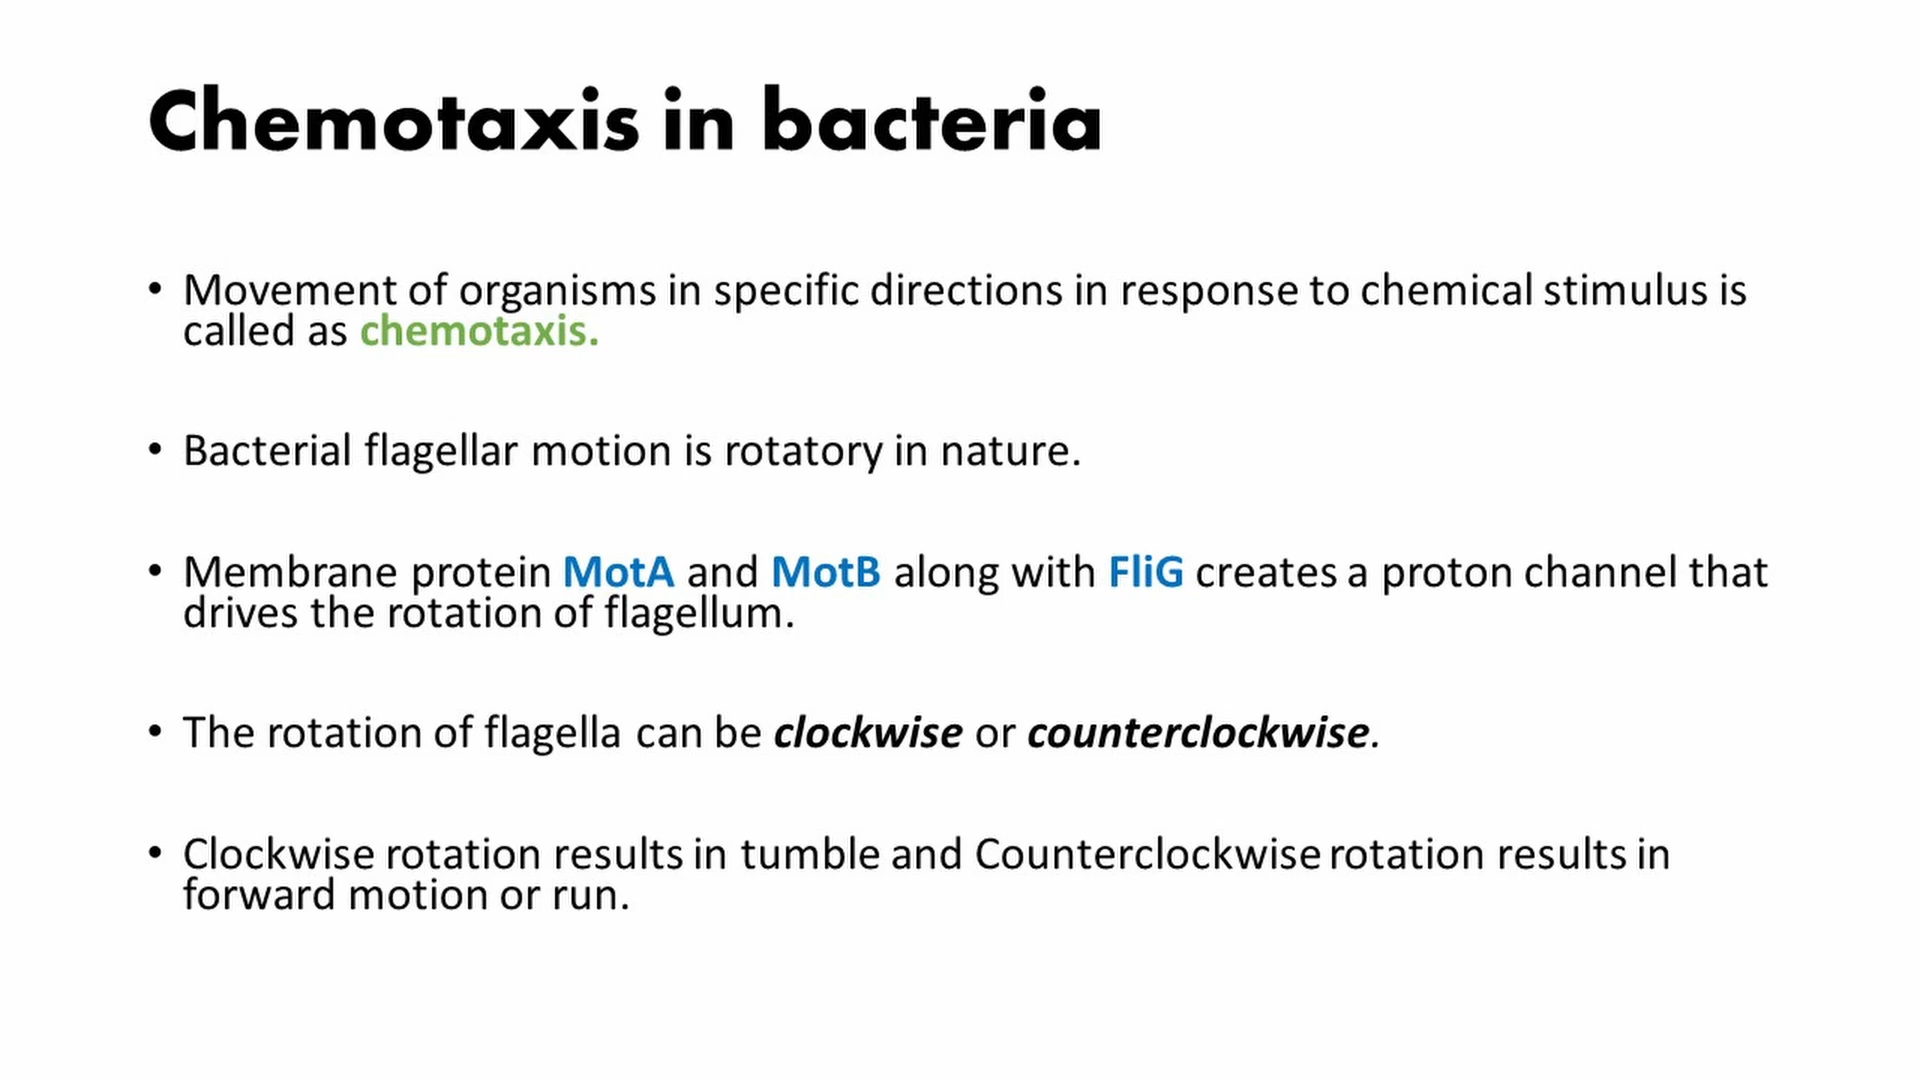 Chemotaxis in bacteria
• Movement of organisms in specific directions in response to chemical stimulus is
called as chemotaxis.
• Bacterial flagellar motion is rotatory in nature.
• Membrane protein MotA and MotB along with FliG creates a proton channel that
drives the rotation of flagellum.
• The rotation of flagella can be clockwise or counterclockwise.
• Clockwise rotation results in tumble and Counterclockwise rotation results in
forward motion or run.